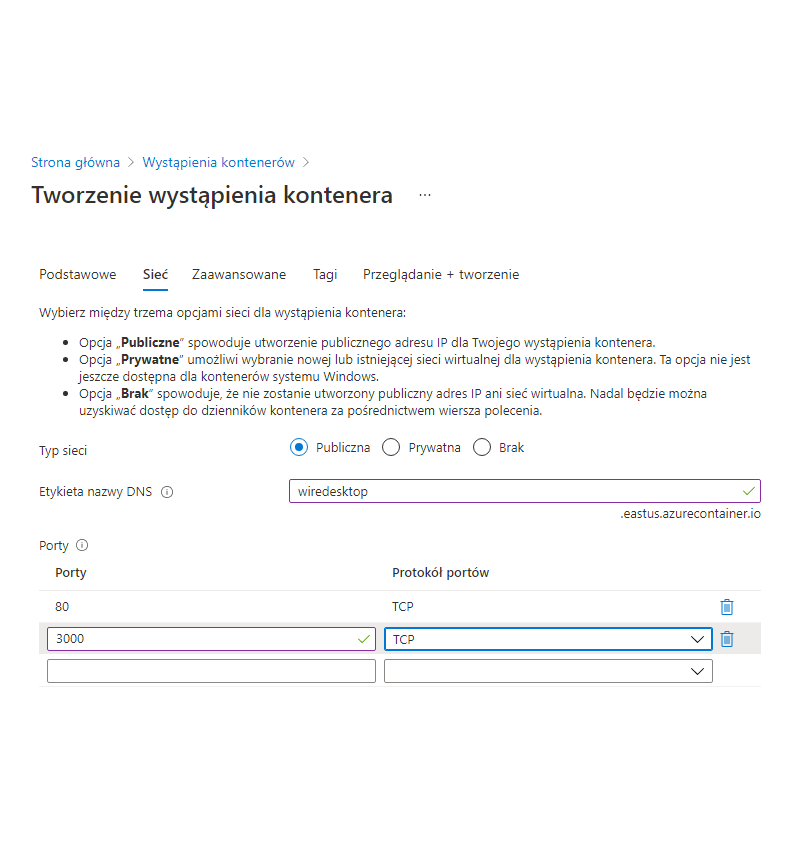 Strona główna > Wystąpienia kontenerów >
Tworzenie wystąpienia kontenera ...
Podstawowe Sieć Zaawansowane Tagi Przeglądanie + tworzenie
Wybierz między trzema opcjami sieci dla wystąpienia kontenera:
• Opcja „Publiczne” spowoduje utworzenie publicznego adresu IP dla Twojego wystąpienia kontenera.
• Opcja „Prywatne” umożliwi wybranie nowej lub istniejącej sieci wirtualnej dla wystąpienia kontenera. Ta opcja nie jest
jeszcze dostępna dla kontenerów systemu Windows.
• Opcja „Brak” spowoduje, że nie zostanie utworzony publiczny adres IP ani sieć wirtualna. Nadal będzie można
uzyskiwać dostęp do dzienników kontenera za pośrednictwem wiersza polecenia.
Typ sieci Publiczna Prywatna Brak
Etykieta nazwy DNS wiredesktop
.eastus.azurecontainer.io
Porty
Porty Protokół portów
80 TCP
3000 TCP